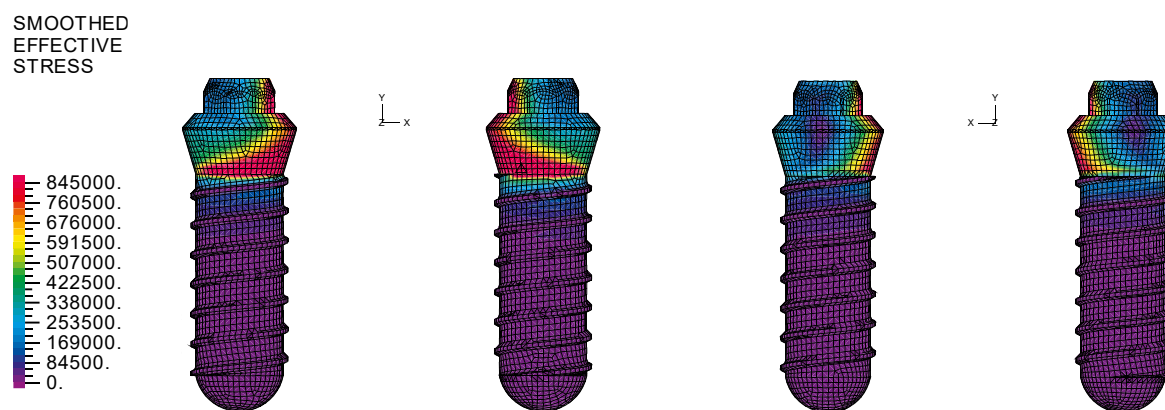 SMOOTHED
EFFECTIVE
STRESS
845000.
760500.
676000.
591500.
507000.
422500.
338000.
253500.
169000.
84500.
0.
Y
Z X
Y
X Z